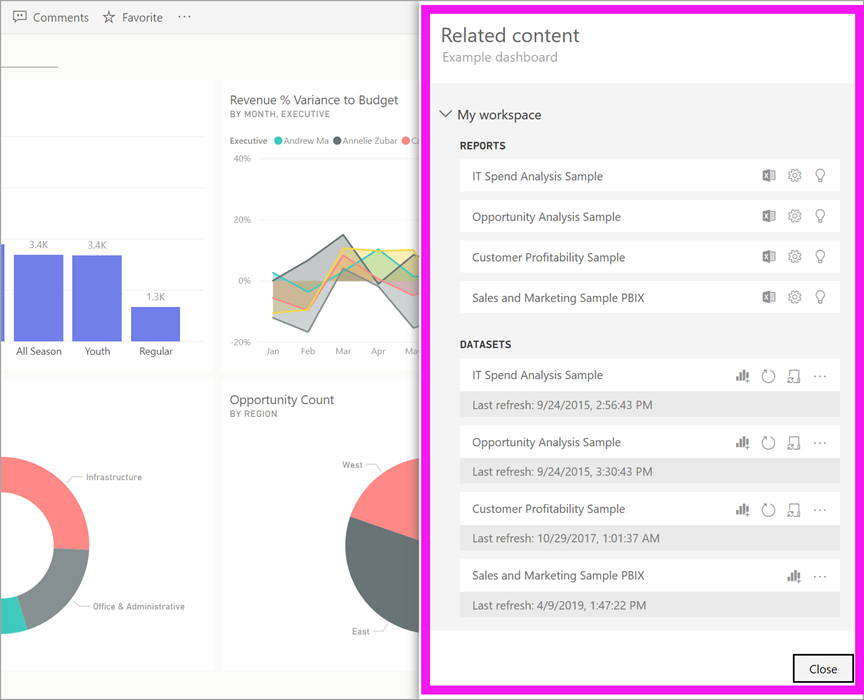 Comments
Favorite
Revenue % Variance to Budget
BY MONTH, EXECUTIVE
Executive Andrew Ma Annelie Zubar
40%
20%
0%
-20%
Jan Feb Mar Apr
3.4K
3.4K
1.3K
All Season Youth Regular
Infrastructure
Office & Administrative
Opportunity Count
BY REGION
West
East
Related content
Example dashboard
My workspace
REPORTS
IT Spend Analysis Sample
Opportunity Analysis Sample
Customer Profitability Sample
Sales and Marketing Sample PBIX
DATASETS
IT Spend Analysis Sample
Last refresh: 9/24/2015, 2:56:43 PM
Opportunity Analysis Sample
Last refresh: 9/24/2015, 3:30:43 PM
Customer Profitability Sample
Last refresh: 10/29/2017, 1:01:37 AM
Sales and Marketing Sample PBIX
Last refresh: 4/9/2019, 1:47:22 PM
Close